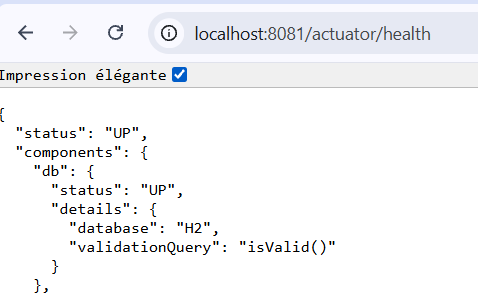 localhost:8081/actuator/health
Impression élégante
{
  "status": "UP",
  "components": {
    "db": {
      "status": "UP",
      "details": {
        "database": "H2",
        "validationQuery": "isValid()"
      }
    },